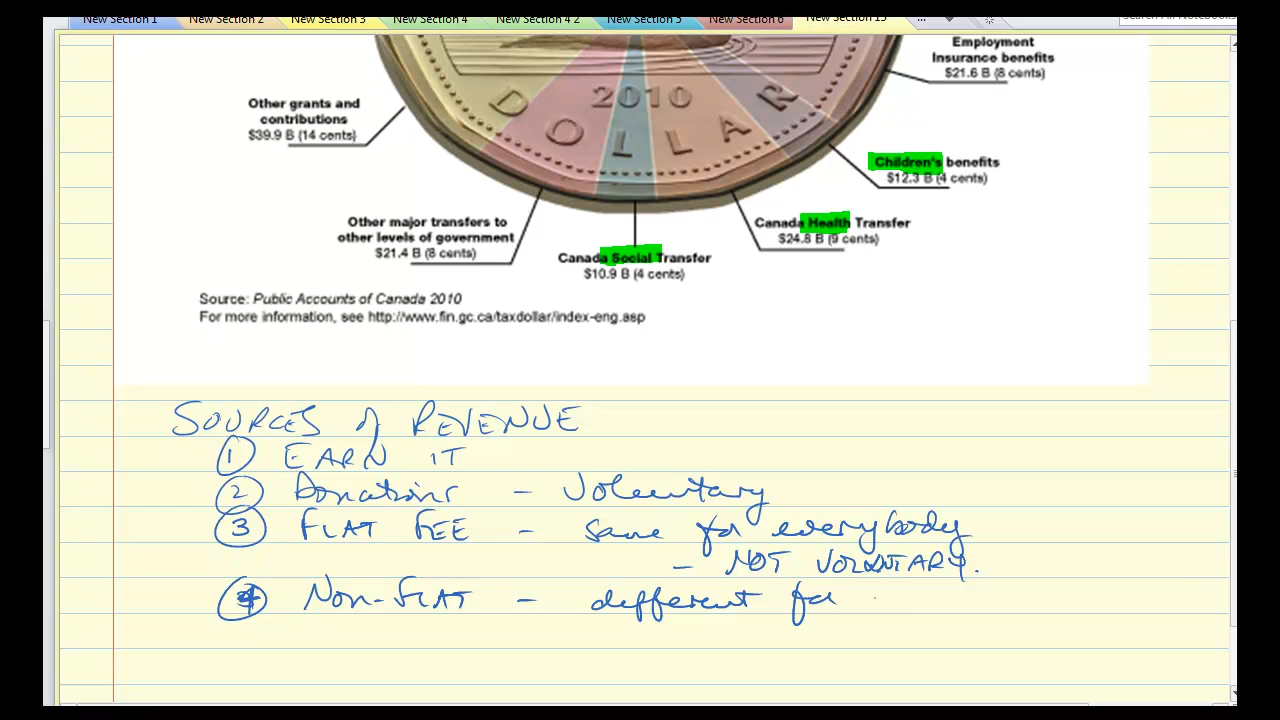 New Section 1 New Section 2 New Section 3 New Section 4 New Section 4 2 New Section 5 New Section 6 New Section 15 ... Search All Notebooks
Employment
Insurance benefits
$21.6 B (8 cents)
2010
DOLLAR
Other grants and
contributions
$39.9 B (14 cents)
Children's benefits
$12.3 B (4 cents)
Other major transfers to
other levels of government
$21.4 B (8 cents)
Canada Health Transfer
$24.8 B (9 cents)
Canada Social Transfer
$10.9 B (4 cents)
Source: Public Accounts of Canada 2010
For more information, see http://www.fin.gc.ca/taxdollar/index-eng.asp
SOURCES of REVENUE
1 EARN IT
2 Donations - Voluntary
3 FLAT FEE - same for everybody
- NOT VOLUNTARY.
4 NON-FLAT - different for